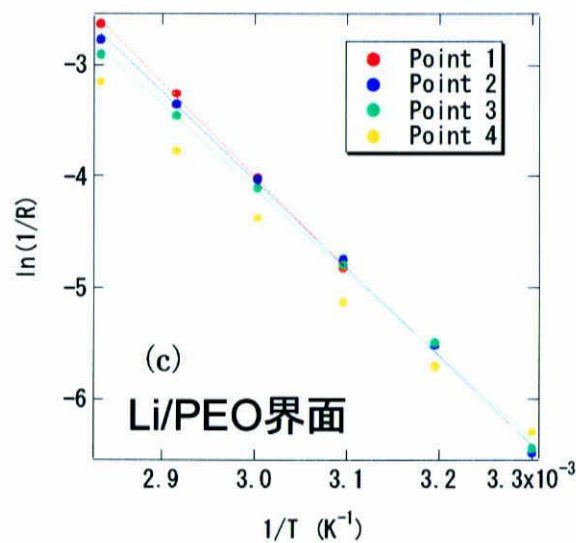 -3
-4
-5
-6
ln(1/R)
Point 1
Point 2
Point 3
Point 4
(c)
Li/PEO界面
2.9 3.0 3.1 3.2 3.3x10⁻³
1/T (K⁻¹)